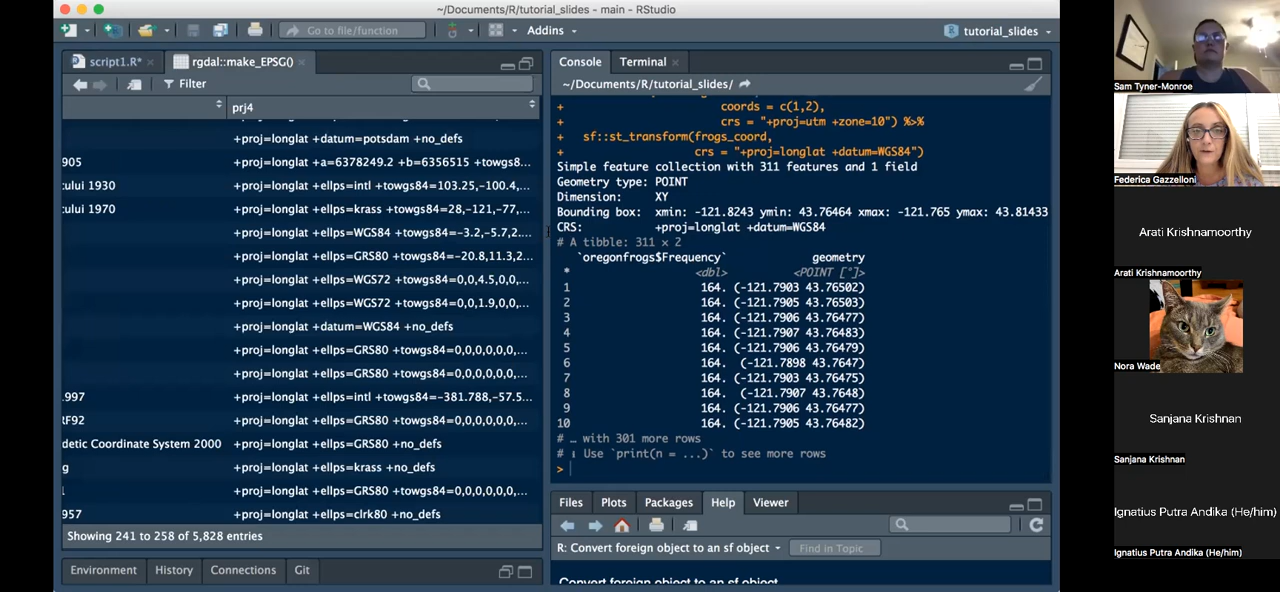 ~/Documents/R/tutorial_slides - main - RStudio
Go to file/function
Addins
tutorial_slides
script1.R*
rgdal::make_EPSG()
Filter
prj4
+proj=longlat +datum=potsdam +no_defs
905 +proj=longlat +a=6378249.2 +b=6356515 +towgs8...
tului 1930 +proj=longlat +ellps=intl +towgs84=103.25,-100.4,...
tului 1970 +proj=longlat +ellps=krass +towgs84=28,-121,-77,...
+proj=longlat +ellps=WGS84 +towgs84=-3.2,-5.7,2...
+proj=longlat +ellps=GRS80 +towgs84=-20.8,11.3,2...
+proj=longlat +ellps=WGS72 +towgs84=0,0,4.5,0,0,...
+proj=longlat +ellps=WGS72 +towgs84=0,0,1.9,0,0,...
+proj=longlat +datum=WGS84 +no_defs
+proj=longlat +ellps=GRS80 +towgs84=0,0,0,0,0,...
+proj=longlat +ellps=GRS80 +towgs84=0,0,0,0,0,...
1997 +proj=longlat +ellps=intl +towgs84=-381.788,-57.5...
RF92 +proj=longlat +ellps=GRS80 +towgs84=0,0,0,0,0,...
detic Coordinate System 2000 +proj=longlat +ellps=GRS80 +no_defs
g +proj=longlat +ellps=krass +no_defs
+proj=longlat +ellps=GRS80 +towgs84=0,0,0,0,0,...
957 +proj=longlat +ellps=clrk80 +no_defs
Showing 241 to 258 of 5,828 entries
Environment
History
Connections
Git
Console
Terminal
~/Documents/R/tutorial_slides/
+ coords = c(1,2),
+ crs = "+proj=utm +zone=10") %>%
+ sf::st_transform(frogs_coord,
+ crs = "+proj=longlat +datum=WGS84")
Simple feature collection with 311 features and 1 field
Geometry type: POINT
Dimension: XY
Bounding box: xmin: -121.8243 ymin: 43.76464 xmax: -121.765 ymax: 43.81433
CRS: +proj=longlat +datum=WGS84
# A tibble: 311 × 2
`oregonfrogs$Frequency` geometry
* <dbl> <POINT [°]>
1 164. (-121.7903 43.76502)
2 164. (-121.7905 43.76503)
3 164. (-121.7906 43.76477)
4 164. (-121.7907 43.76483)
5 164. (-121.7906 43.76479)
6 164. (-121.7898 43.7647)
7 164. (-121.7903 43.76475)
8 164. (-121.7907 43.7648)
9 164. (-121.7906 43.76477)
10 164. (-121.7905 43.76482)
# … with 301 more rows
# ℹ Use `print(n = ...)` to see more rows
>
Files
Plots
Packages
Help
Viewer
R: Convert foreign object to an sf object
Find in Topic
Convert foreign object to an sf object
Sam Tyner-Monroe
Federica Gazzelloni
Arati Krishnamoorthy
Arati Krishnamoorthy
Nora Wade
Sanjana Krishnan
Sanjana Krishnan
Ignatius Putra Andika (He/him)
Ignatius Putra Andika (He/him)